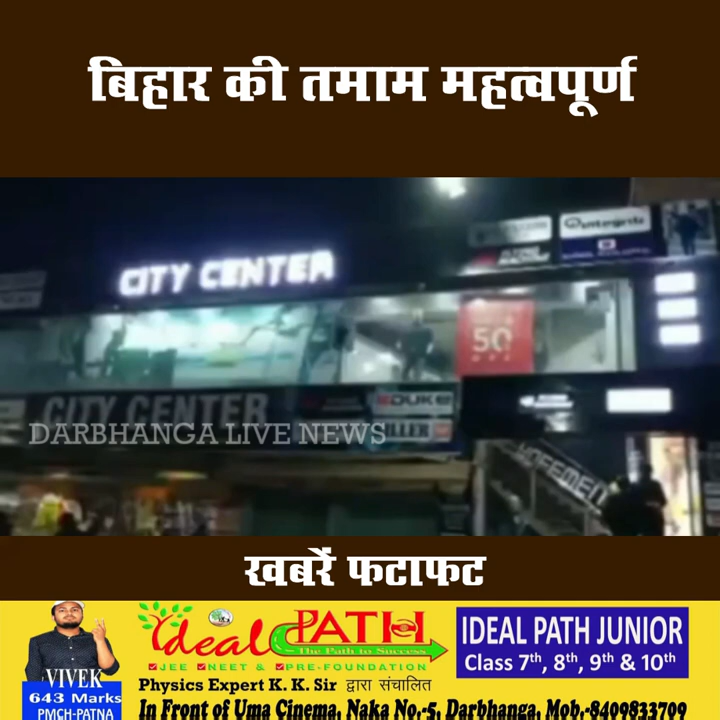 बिहार की तमाम महत्वपूर्ण
CITY CENTER
integriti
50
CITY CENTER
DUKE
DARBHANGA LIVE NEWS
खबरें फटाफट
Ideal PATH
The Path to Success
JEE NEET & PRE-FOUNDATION
Physics Expert K. K. Sir द्वारा संचालित
IDEAL PATH JUNIOR
Class 7th, 8th, 9th & 10th
VIVEK
643 Marks
PMCH-PATNA
In Front of Uma Cinema, Naka No.-5, Darbhanga, Mob.-8409833709